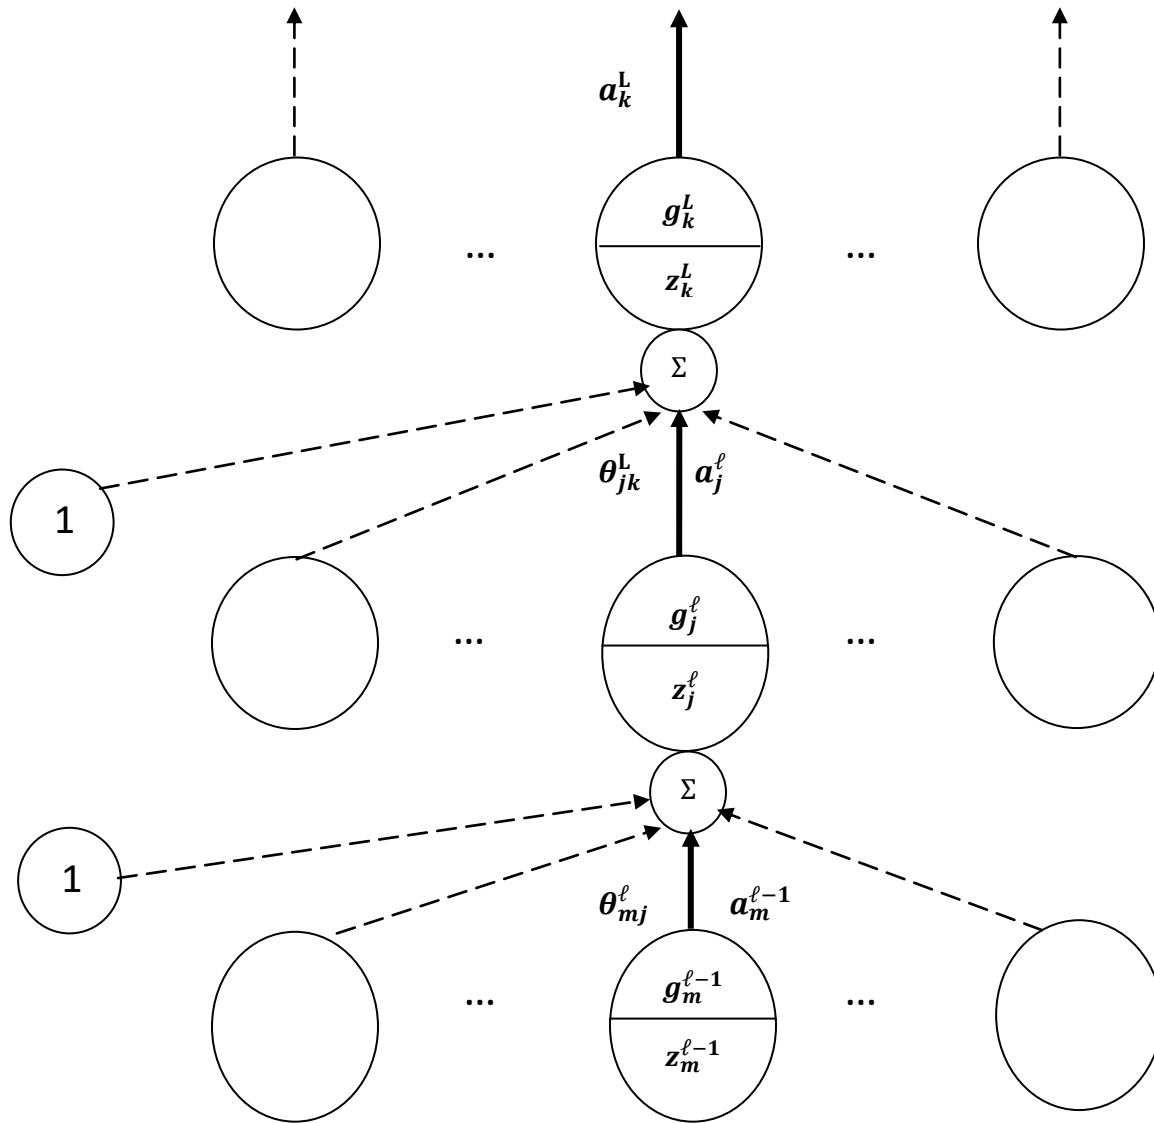 a_k^L
g_k^L
... ...
z_k^L
Σ
θ_jk^L a_j^ℓ
1
g_j^ℓ
... ...
z_j^ℓ
Σ
1
θ_mj^ℓ a_m^ℓ−1
g_m^ℓ−1
... ...
z_m^ℓ−1